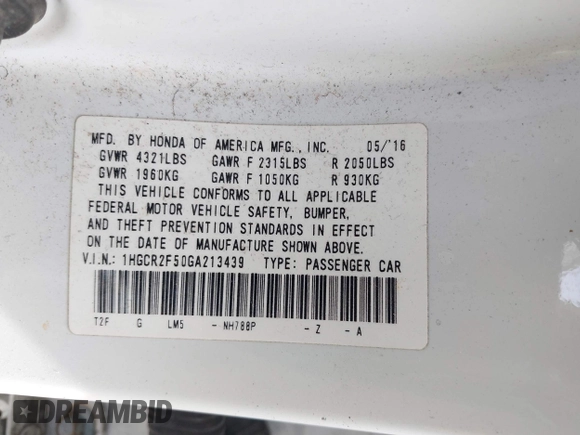 MFD. BY HONDA OF AMERICA MFG., INC. 05/'16
GVWR 4321LBS GAWR F 2315LBS R 2050LBS
GVWR 1960KG GAWR F 1050KG R 930KG
THIS VEHICLE CONFORMS TO ALL APPLICABLE
FEDERAL MOTOR VEHICLE SAFETY, BUMPER,
AND THEFT PREVENTION STANDARDS IN EFFECT
ON THE DATE OF MANUFACTURE SHOWN ABOVE.
V.I.N.: 1HGCR2F50GA213439 TYPE: PASSENGER CAR
T2F G LM5 - NH788P - Z - A
DREAMBID